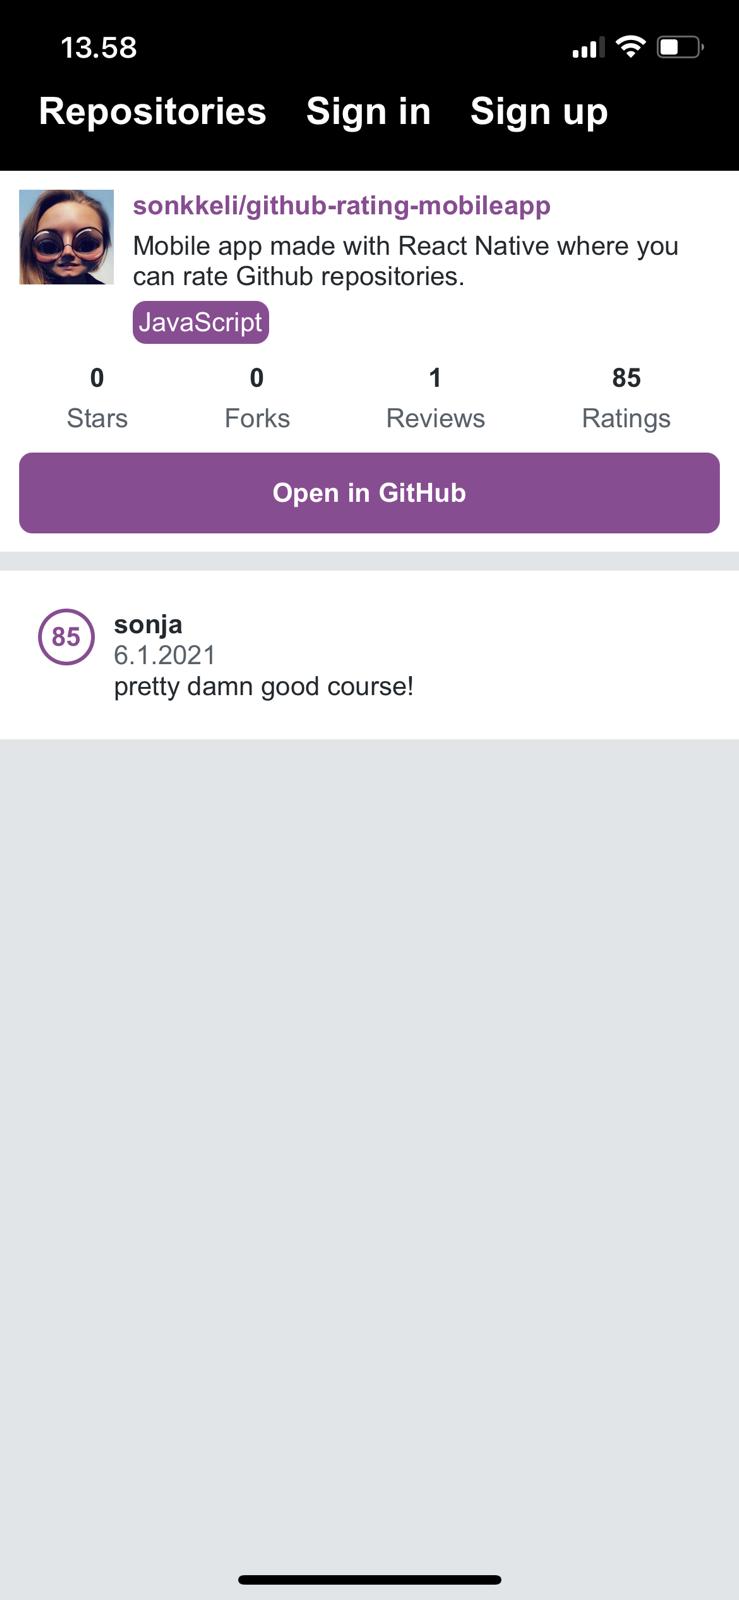 13.58
Repositories Sign in Sign up
sonkkeli/github-rating-mobileapp
Mobile app made with React Native where you
can rate Github repositories.
JavaScript
0 0 1 85
Stars Forks Reviews Ratings
Open in GitHub
85
sonja
6.1.2021
pretty damn good course!